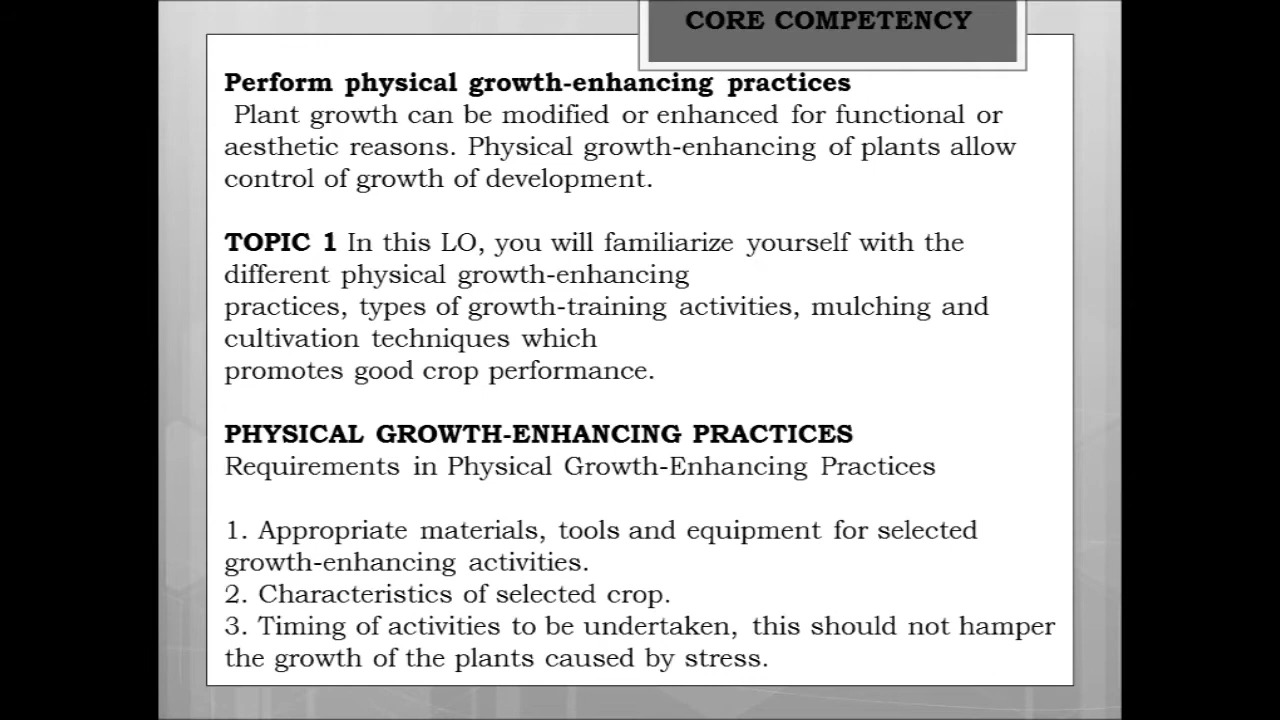 CORE COMPETENCY
Perform physical growth-enhancing practices
Plant growth can be modified or enhanced for functional or
aesthetic reasons. Physical growth-enhancing of plants allow
control of growth of development.
TOPIC 1 In this LO, you will familiarize yourself with the
different physical growth-enhancing
practices, types of growth-training activities, mulching and
cultivation techniques which
promotes good crop performance.
PHYSICAL GROWTH-ENHANCING PRACTICES
Requirements in Physical Growth-Enhancing Practices
1. Appropriate materials, tools and equipment for selected
growth-enhancing activities.
2. Characteristics of selected crop.
3. Timing of activities to be undertaken, this should not hamper
the growth of the plants caused by stress.